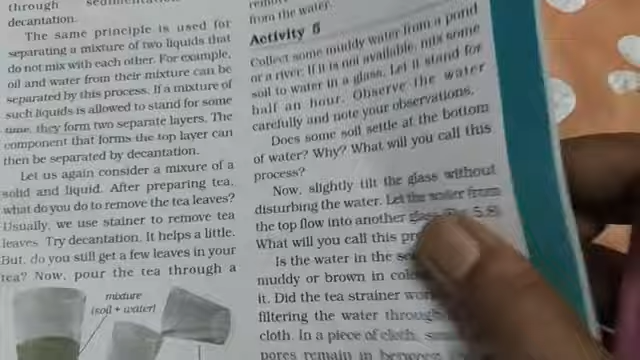 through sedimentation
decantation.
The same principle is used for
separating a mixture of two liquids that
do not mix with each other. For example,
oil and water from their mixture can be
separated by this process. If a mixture of
such liquids is allowed to stand for some
time, they form two separate layers. The
component that forms the top layer can
then be separated by decantation.
Let us again consider a mixture of a
solid and liquid. After preparing tea,
what do you do to remove the tea leaves?
Usually, we use stainer to remove tea
leaves Try decantation. It helps a little.
But, do you still get a few leaves in your
tea? Now, pour the tea through a
mixture
(soil + water)
from the water.
Activity 5
Collect some muddy water from a pond
or a river. If it is not available, mix some
soil to water in a glass. Let it stand for
half an hour. Observe the water
carefully and note your observations.
Does some soil settle at the bottom
of water? Why? What will you call this
process?
Now, slightly tilt the glass without
disturbing the water. Let the water from
the top flow into another glass 5.8)
What will you call this
Is the water in the
muddy or brown in
it. Did the tea strainer
filtering the water through
cloth. In a piece of cloth,
pores remain in between